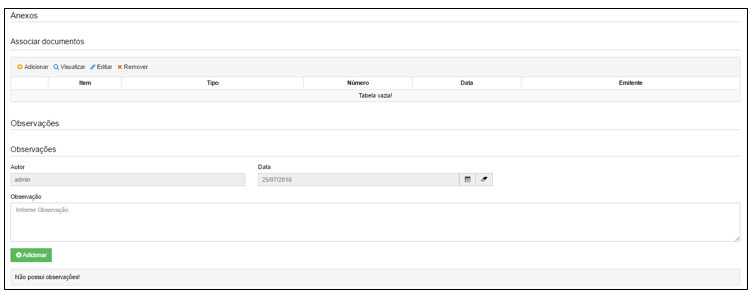 Anexos
Associar documentos
Adicionar Visualizar Editar Remover
Item Tipo Número Data Emitente
Tabela vazia!
Observações
Observações
Autor Data
admin 25/07/2016
Observação
Informe Observação
Adicionar
Não possui observações!